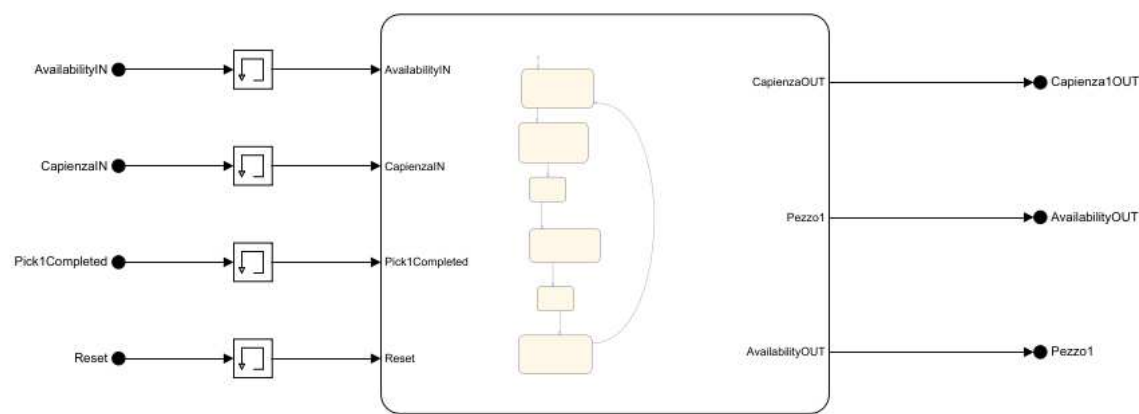 AvailabilityIN
AvailabilityIN
CapienzaOUT
Capienza1OUT
CapienzaIN
CapienzaIN
Pezzo1
AvailabilityOUT
Pick1Completed
Pick1Completed
Reset
Reset
AvailabilityOUT
Pezzo1